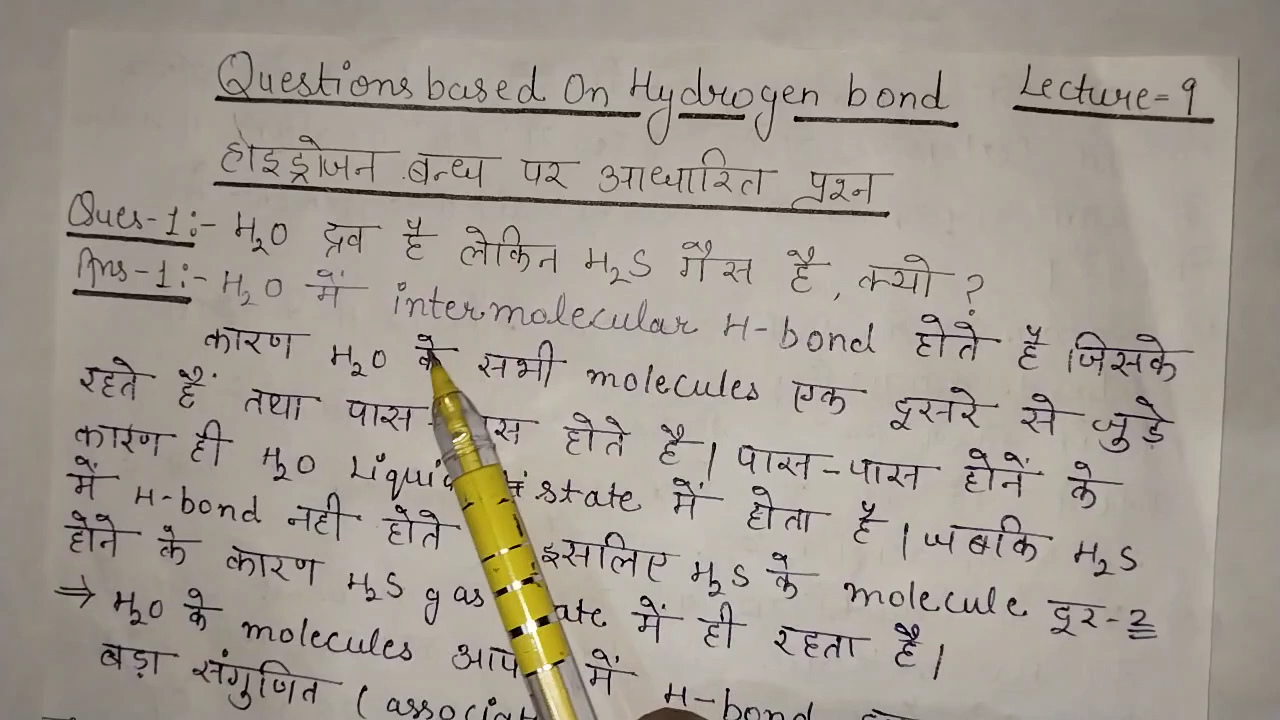 Questions based On Hydrogen bond Lecture=9
हाइड्रोजन बन्ध पर आधारित प्रश्न
Ques-1:- H₂O द्रव है लेकिन H₂S गैस है, क्यो ?
Ans-1:- H₂O में intermolecular H-bond होते है जिसके
कारण H₂O के सभी molecules एक दूसरे से जुड़े
रहते हैं तथा पास- होते है। पास-पास होनें के
कारण ही H₂O state में होता है। जबकि H₂S
में H-bond नही होते इसलिए H₂S के molecule दूर-2
होने के कारण H₂S gas में ही रहता है।
⇒ H₂O के molecules में H-bond
बड़ा संगुणित (